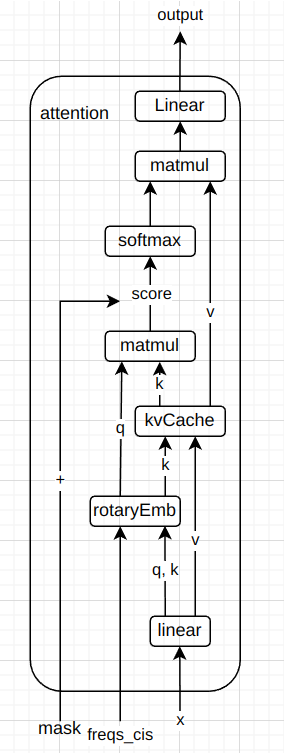 output
Linear
attention
matmul
softmax
score
v
matmul
k
kvCache
q
k
+
rotaryEmb
v
q, k
linear
mask
freqs_cis
x